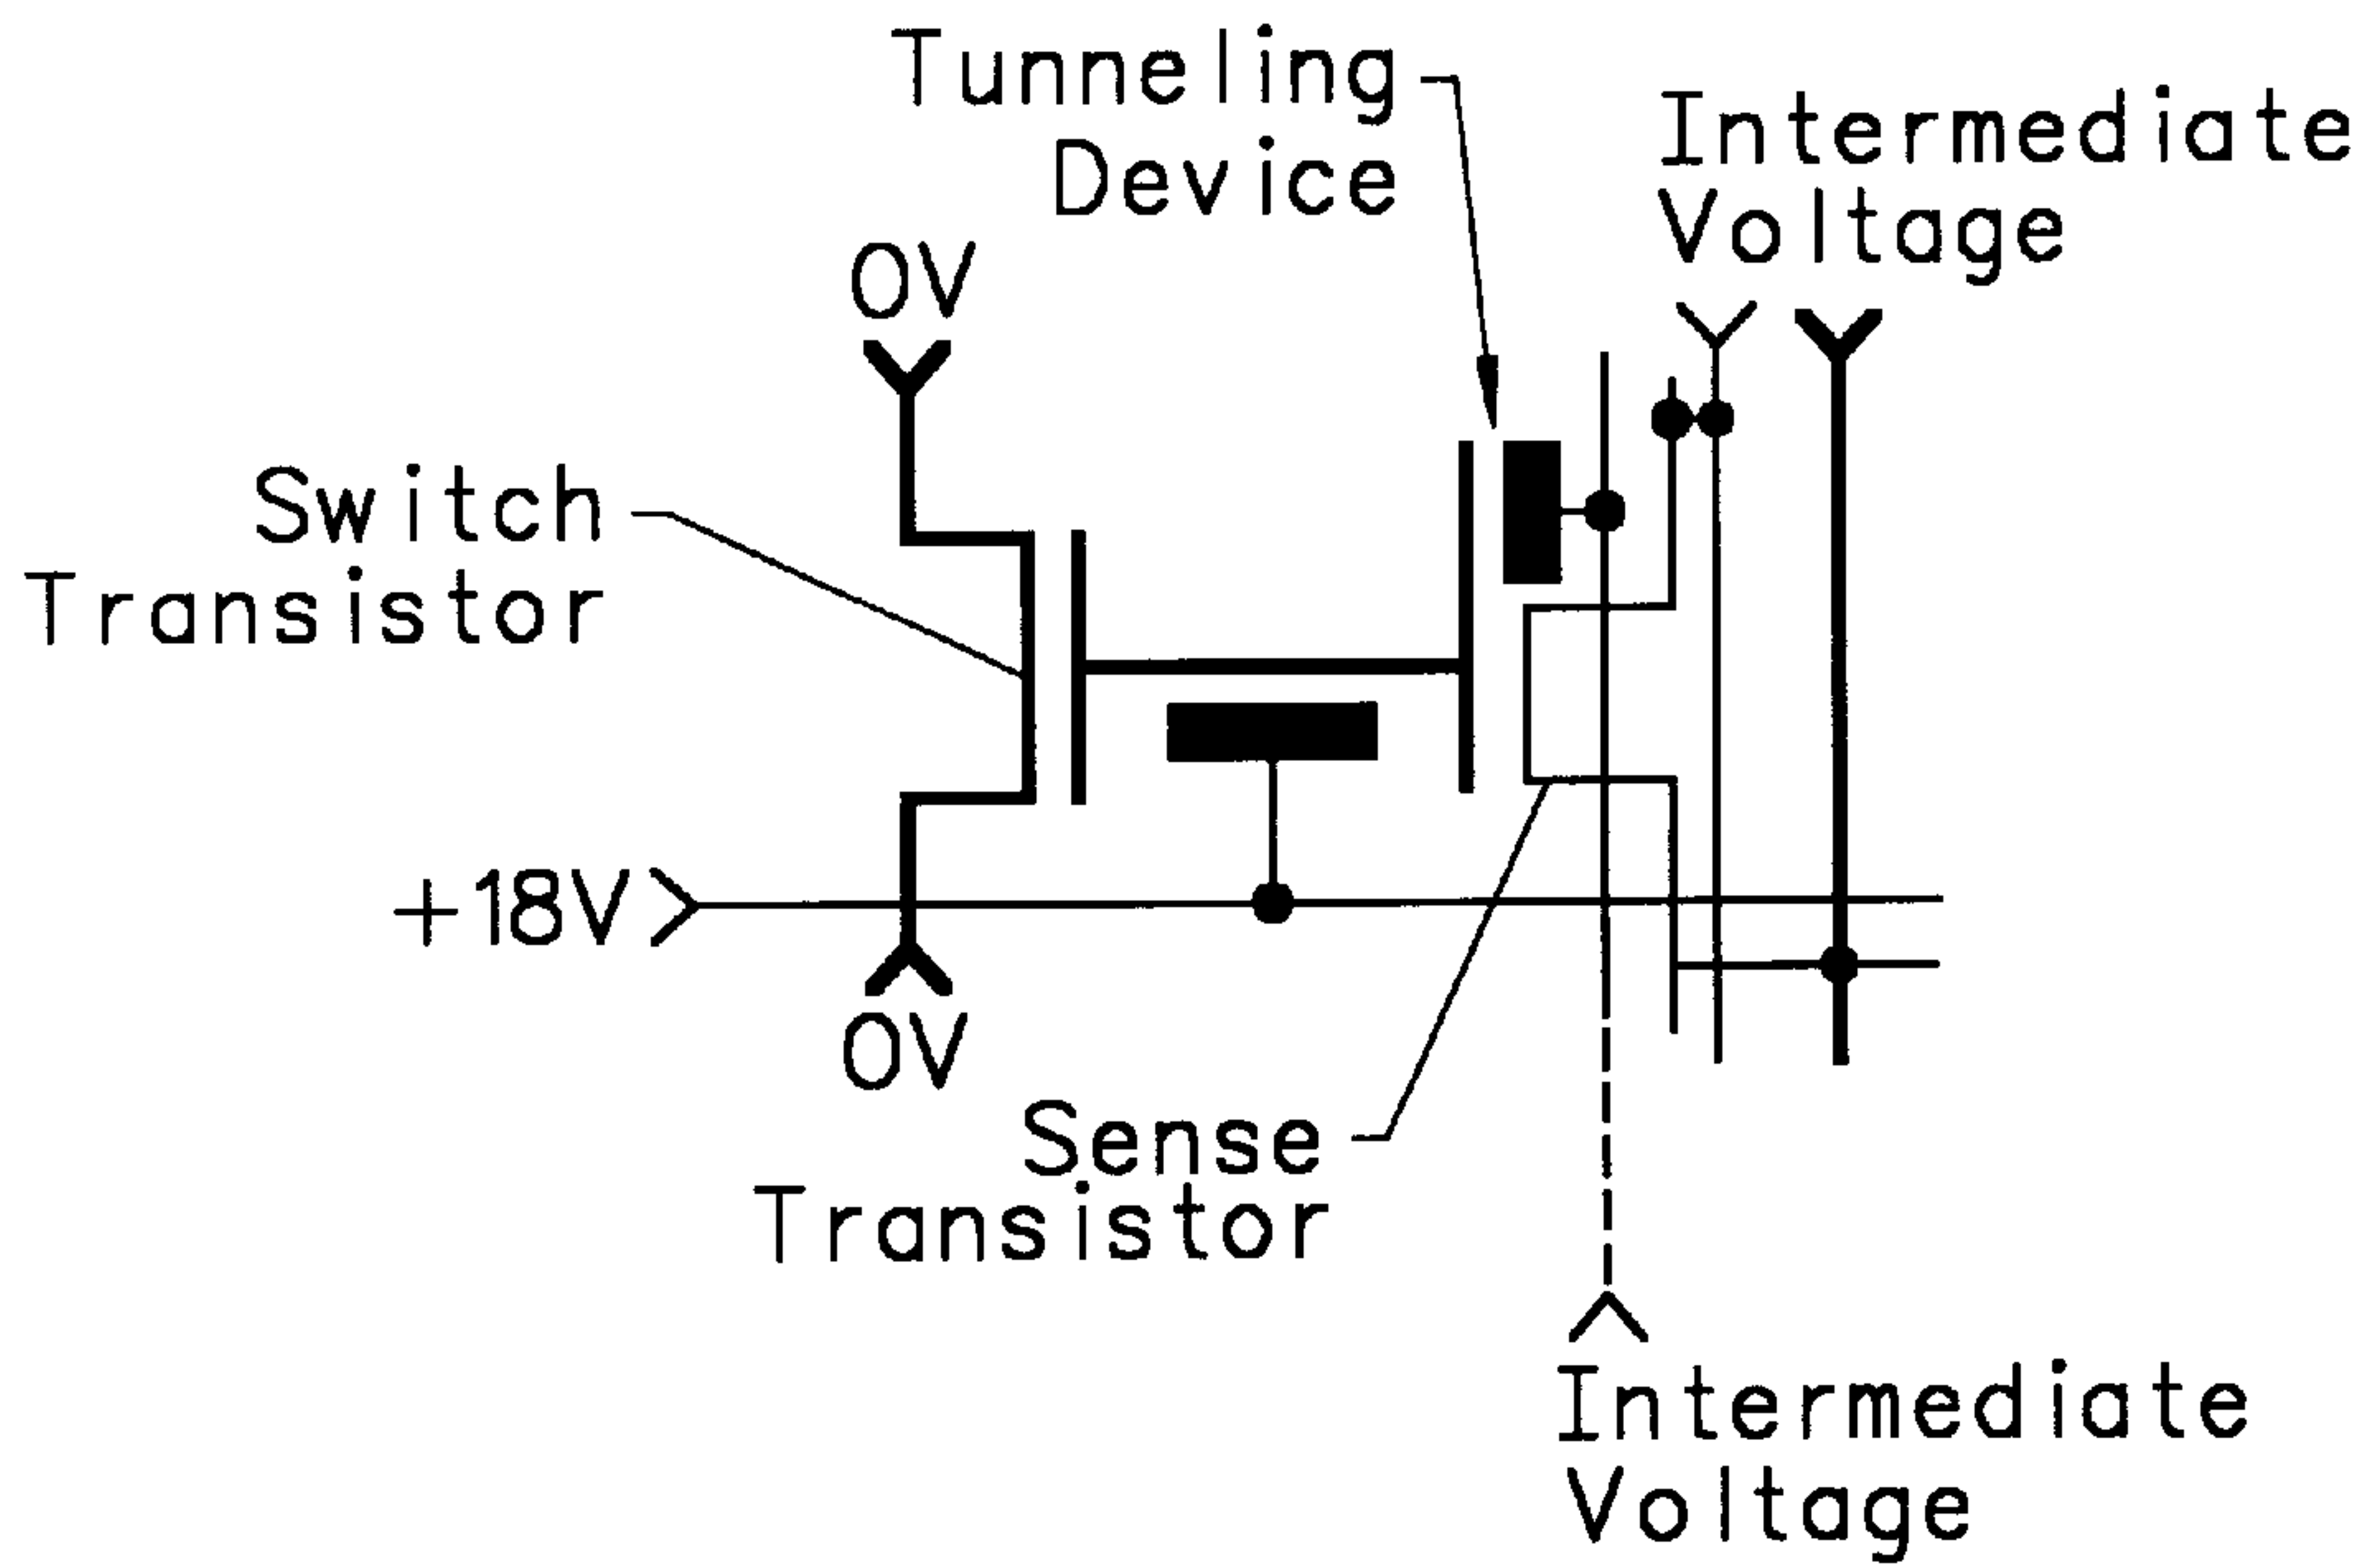 Tunneling
Device
Intermediate
Voltage
0V
Switch
Transistor
+18V
0V
Sense
Transistor
Intermediate
Voltage